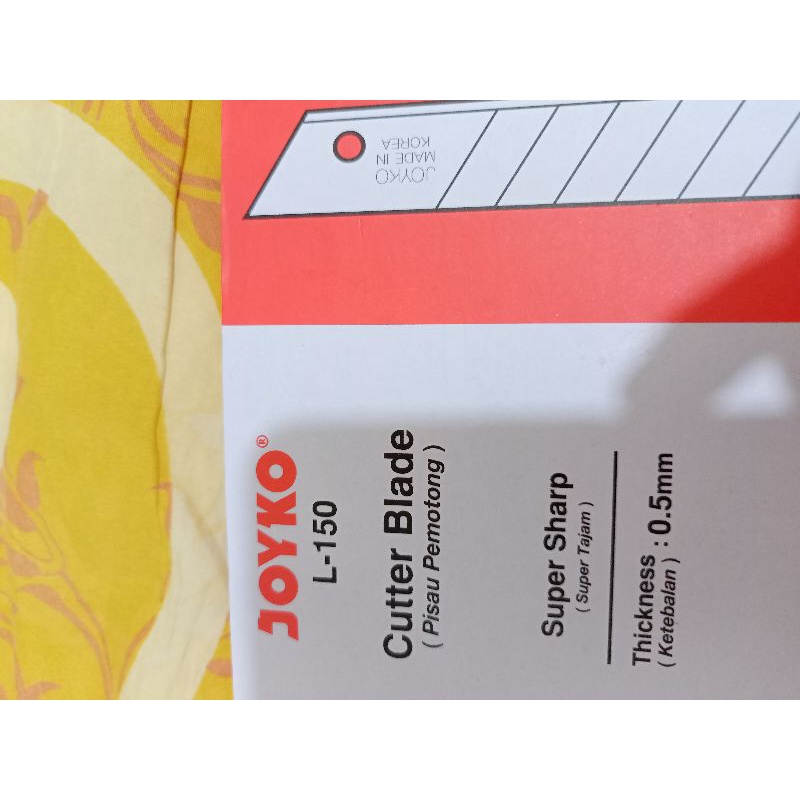 JOYKO
MADE IN
KOREA
JOYKO®
L-150
Cutter Blade
( Pisau Pemotong )
Super Sharp
( Super Tajam )
Thickness : 0.5mm
( Ketebalan )